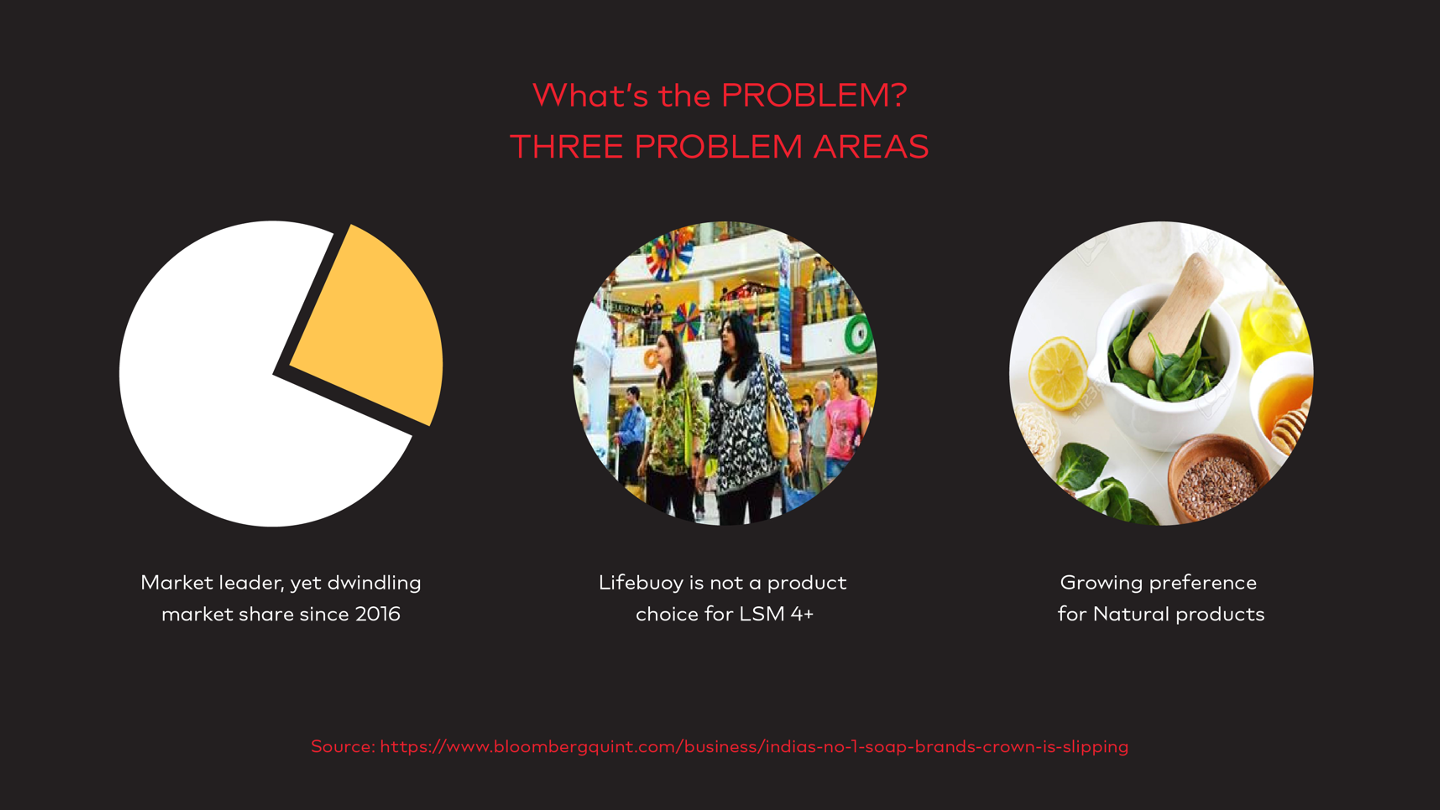 What's the PROBLEM?
THREE PROBLEM AREAS
Market leader, yet dwindling
market share since 2016
Lifebuoy is not a product
choice for LSM 4+
Growing preference
for Natural products
Source: https://www.bloombergquint.com/business/indias-no-1-soap-brands-crown-is-slipping